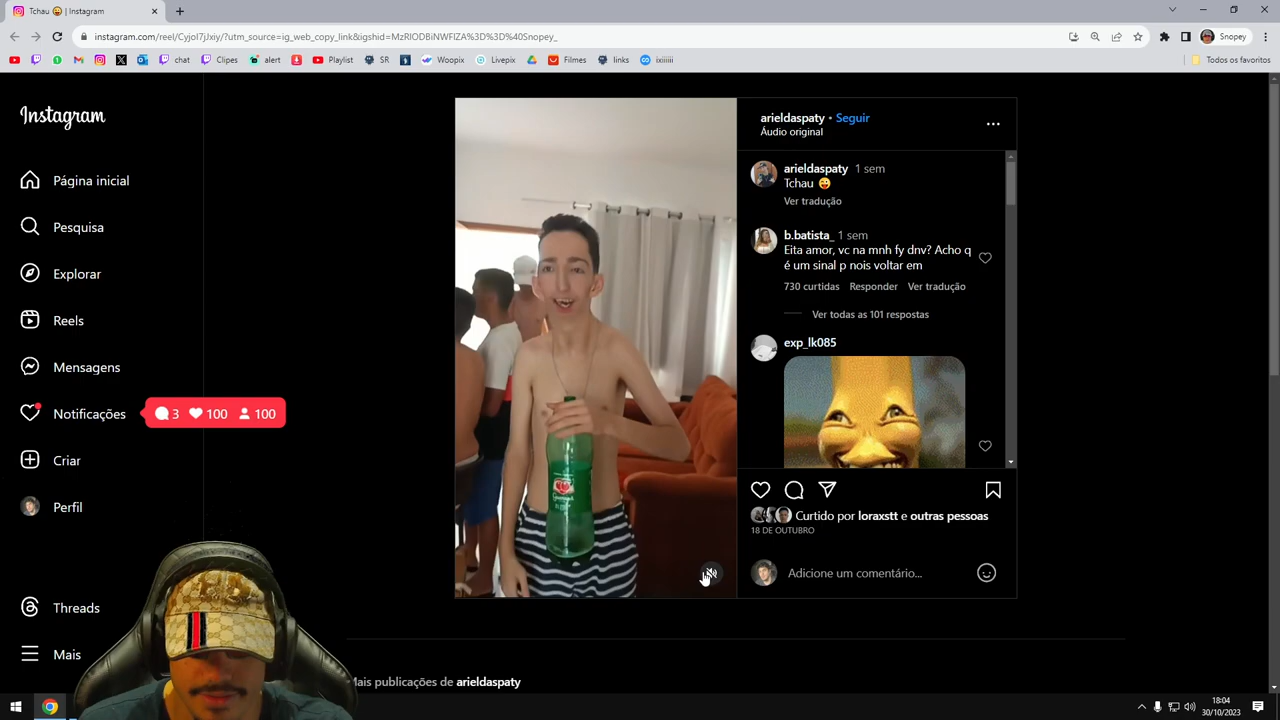 Tchau 😜 | Instagram
instagram.com/reel/CyjoI7jJxiy/?utm_source=ig_web_copy_link&igshid=MzRlODBiNWFlZA%3D%3D%40Snopey_
Snopey
chat
Clipes
alert
Playlist
SR
Woopix
Livepix
Filmes
links
ixiiiiii
Todos os favoritos
Instagram
Página inicial
Pesquisa
Explorar
Reels
Mensagens
Notificações
3 100 100
Criar
Perfil
Threads
Mais
arieldaspaty • Seguir
Áudio original
arieldaspaty 1 sem
Tchau 😜
Ver tradução
b.batista_ 1 sem
Eita amor, vc na mnh fy dnv? Acho q
é um sinal p nois voltar em
730 curtidas Responder Ver tradução
Ver todas as 101 respostas
exp_lk085
Curtido por loraxstt e outras pessoas
18 DE OUTUBRO
Adicione um comentário...
Mais publicações de arieldaspaty
18:04
30/10/2023